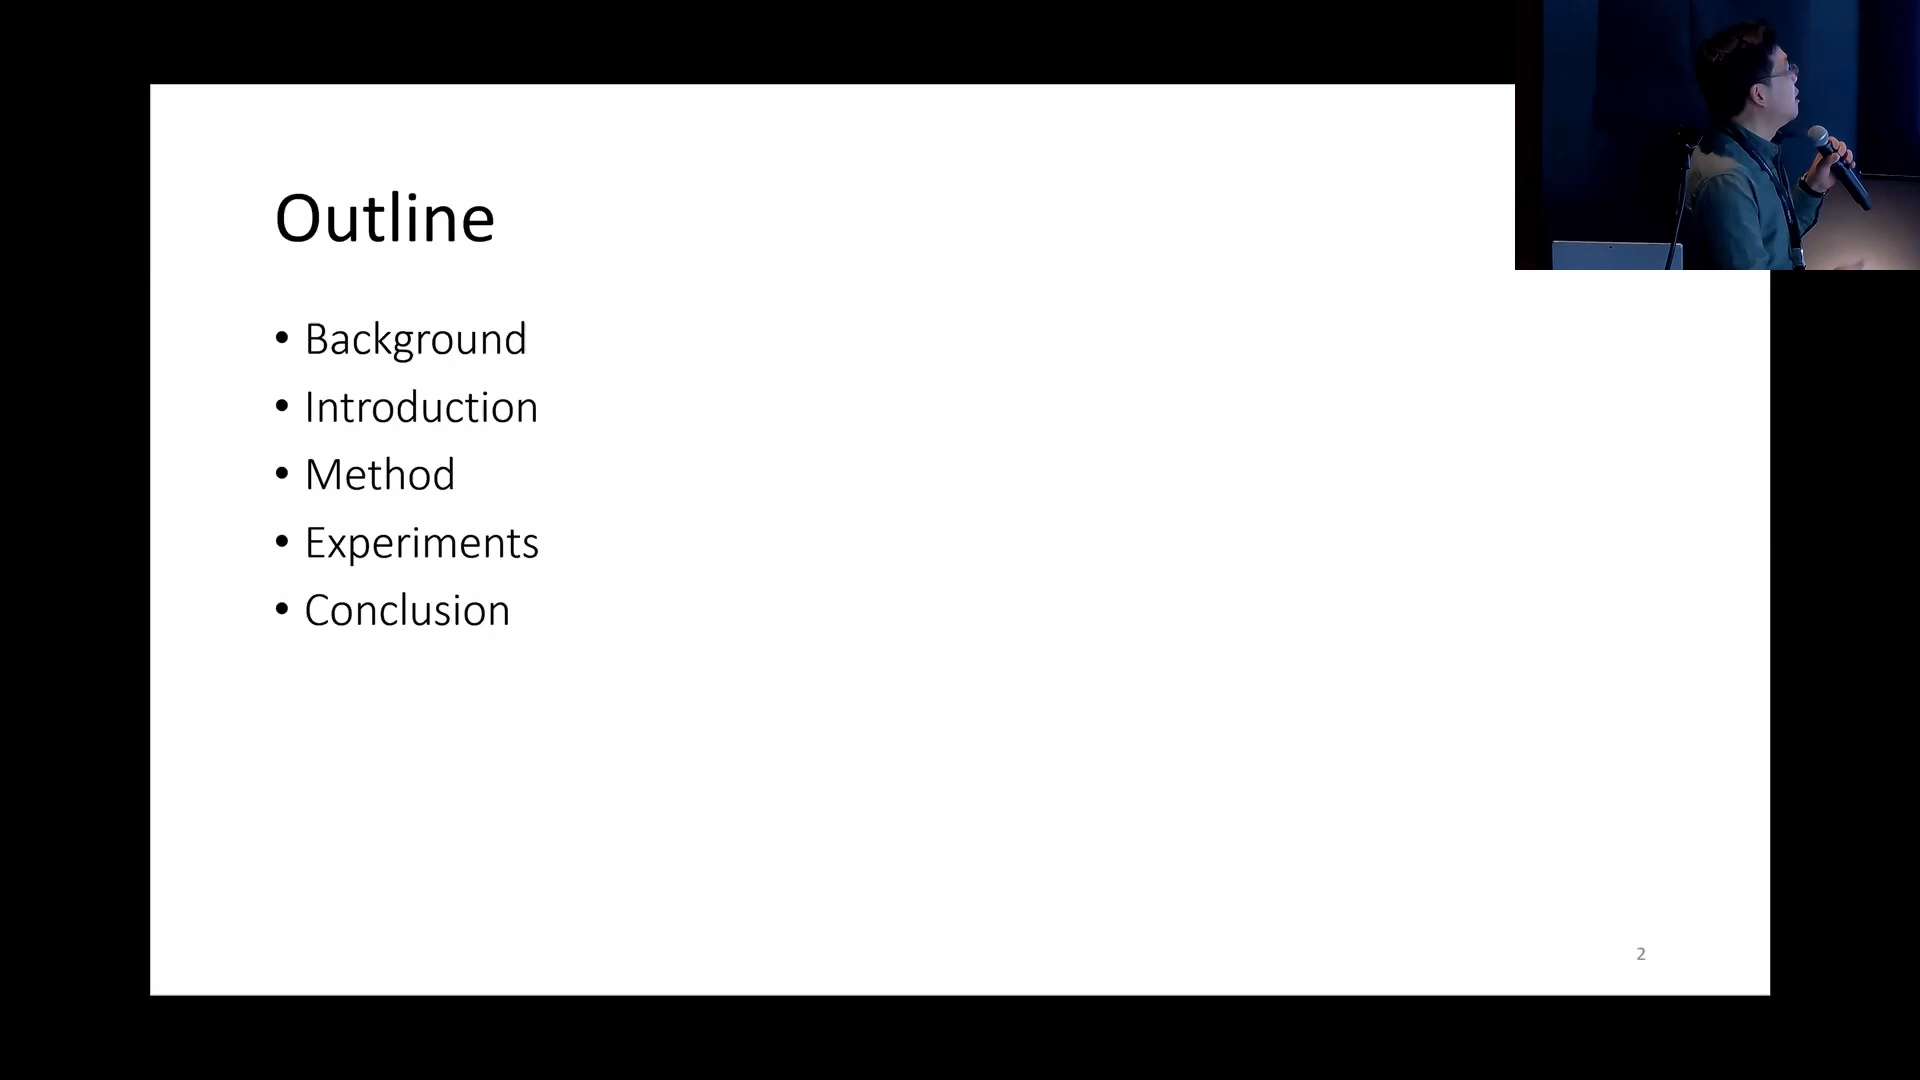 Outline
• Background
• Introduction
• Method
• Experiments
• Conclusion
2